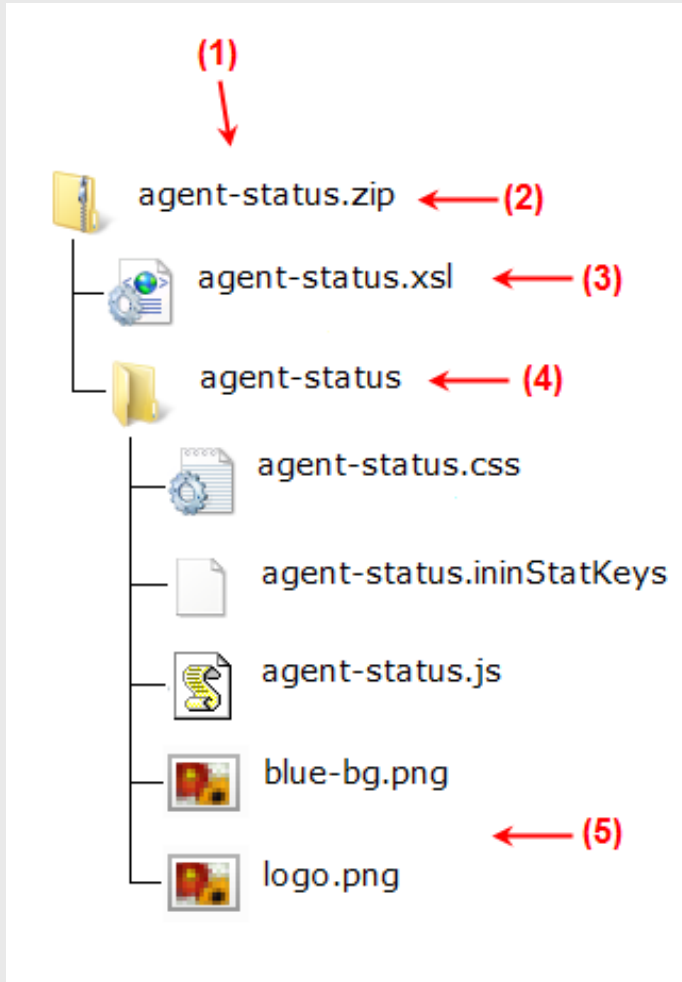 (1)
agent-status.zip (2)
agent-status.xsl (3)
agent-status (4)
agent-status.css
agent-status.ininStatKeys
agent-status.js
blue-bg.png
(5)
logo.png